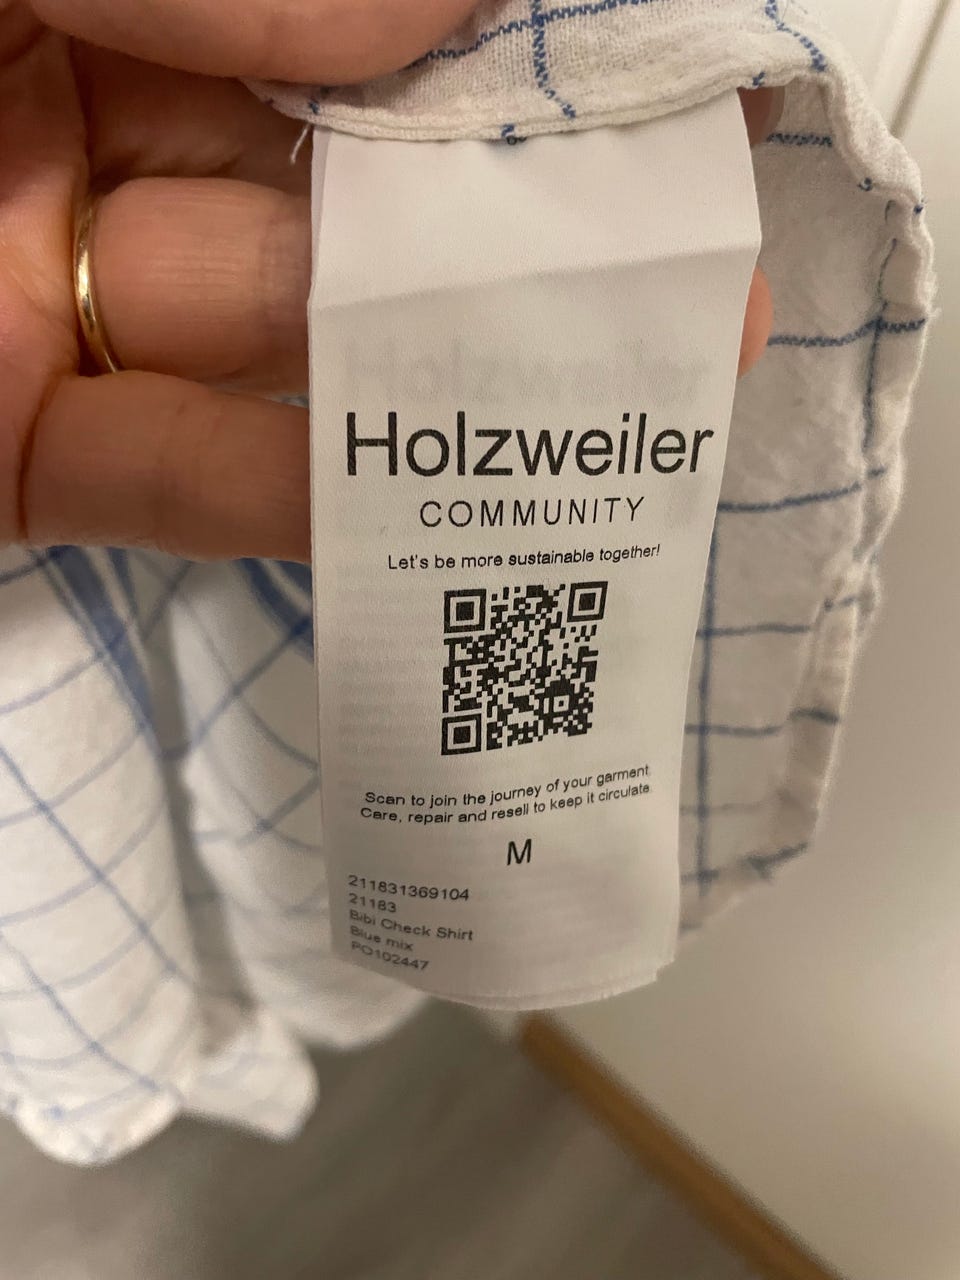 Holzweiler
COMMUNITY
Let's be more sustainable together!
Scan to join the journey of your garment.
Care, repair and resell to keep it circulate.
M
211831369104
21183
Bibi Check Shirt
Blue mix
PO102447